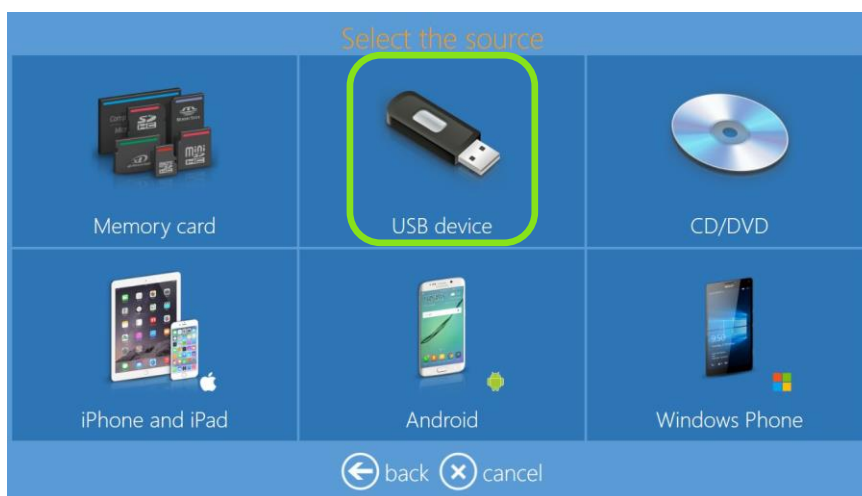 Select the source
Memory card
USB device
CD/DVD
iPhone and iPad
Android
Windows Phone
back cancel